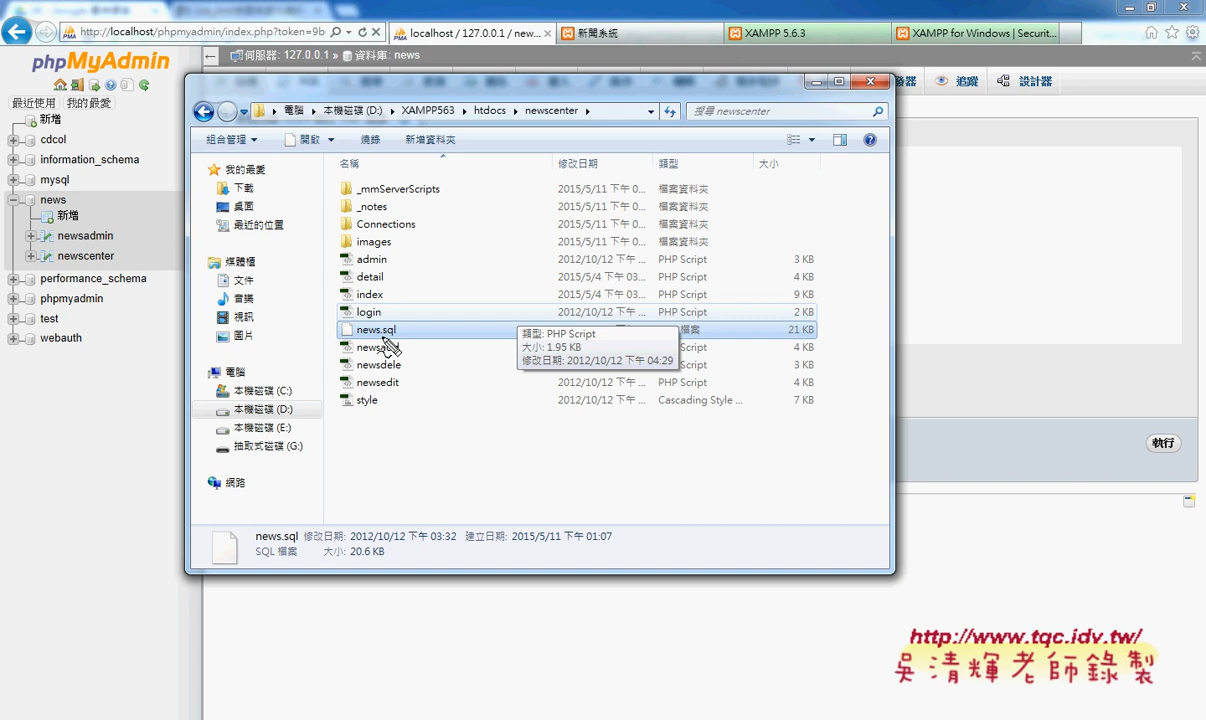 http://localhost/phpmyadmin/index.php?token=9b
localhost / 127.0.0.1 / new...
新聞系統
XAMPP 5.6.3
XAMPP for Windows | Securit...
phpMyAdmin
伺服器: 127.0.0.1 » 資料庫: news
最近使用 我的最愛
追蹤
設計器
新增
cdcol
information_schema
mysql
news
新增
newsadmin
newscenter
performance_schema
phpmyadmin
test
webauth
電腦 本機磁碟 (D:) XAMPP563 htdocs newscenter
搜尋 newscenter
組合管理 開啟 燒錄 新增資料夾
我的最愛
下載
桌面
最近的位置
媒體櫃
文件
音樂
視訊
圖片
電腦
本機磁碟 (C:)
本機磁碟 (D:)
本機磁碟 (E:)
抽取式磁碟 (G:)
網路
名稱 修改日期 類型 大小
_mmServerScripts 2015/5/11 下午 0... 檔案資料夾
_notes 2015/5/11 下午 0... 檔案資料夾
Connections 2015/5/11 下午 0... 檔案資料夾
images 2015/5/11 下午 0... 檔案資料夾
admin 2012/10/12 下午 ... PHP Script 3 KB
detail 2015/5/4 下午 03... PHP Script 4 KB
index 2015/5/4 下午 03... PHP Script 9 KB
login 2012/10/12 下午 ... PHP Script 2 KB
news.sql 檔案 21 KB
Script 4 KB
newsdele Script 4 KB
newsedit 2012/10/12 下午 ... PHP Script 4 KB
style 2012/10/12 下午 ... Cascading Style ... 7 KB
類型: PHP Script
大小: 1.95 KB
修改日期: 2012/10/12 下午 04:29
news.sql 修改日期: 2012/10/12 下午 03:32 建立日期: 2015/5/11 下午 01:07
SQL 檔案 大小: 20.6 KB
執行
http://www.tqc.idv.tw/
吳清輝老師錄製